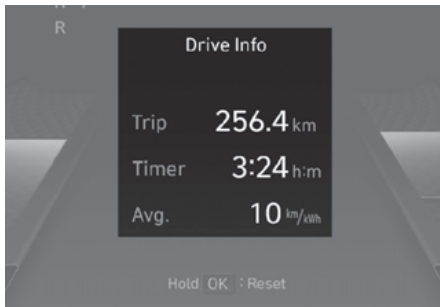 R
Drive Info
Trip 256.4 km
Timer 3:24 h:m
Avg. 10 km/kWh
Hold OK : Reset